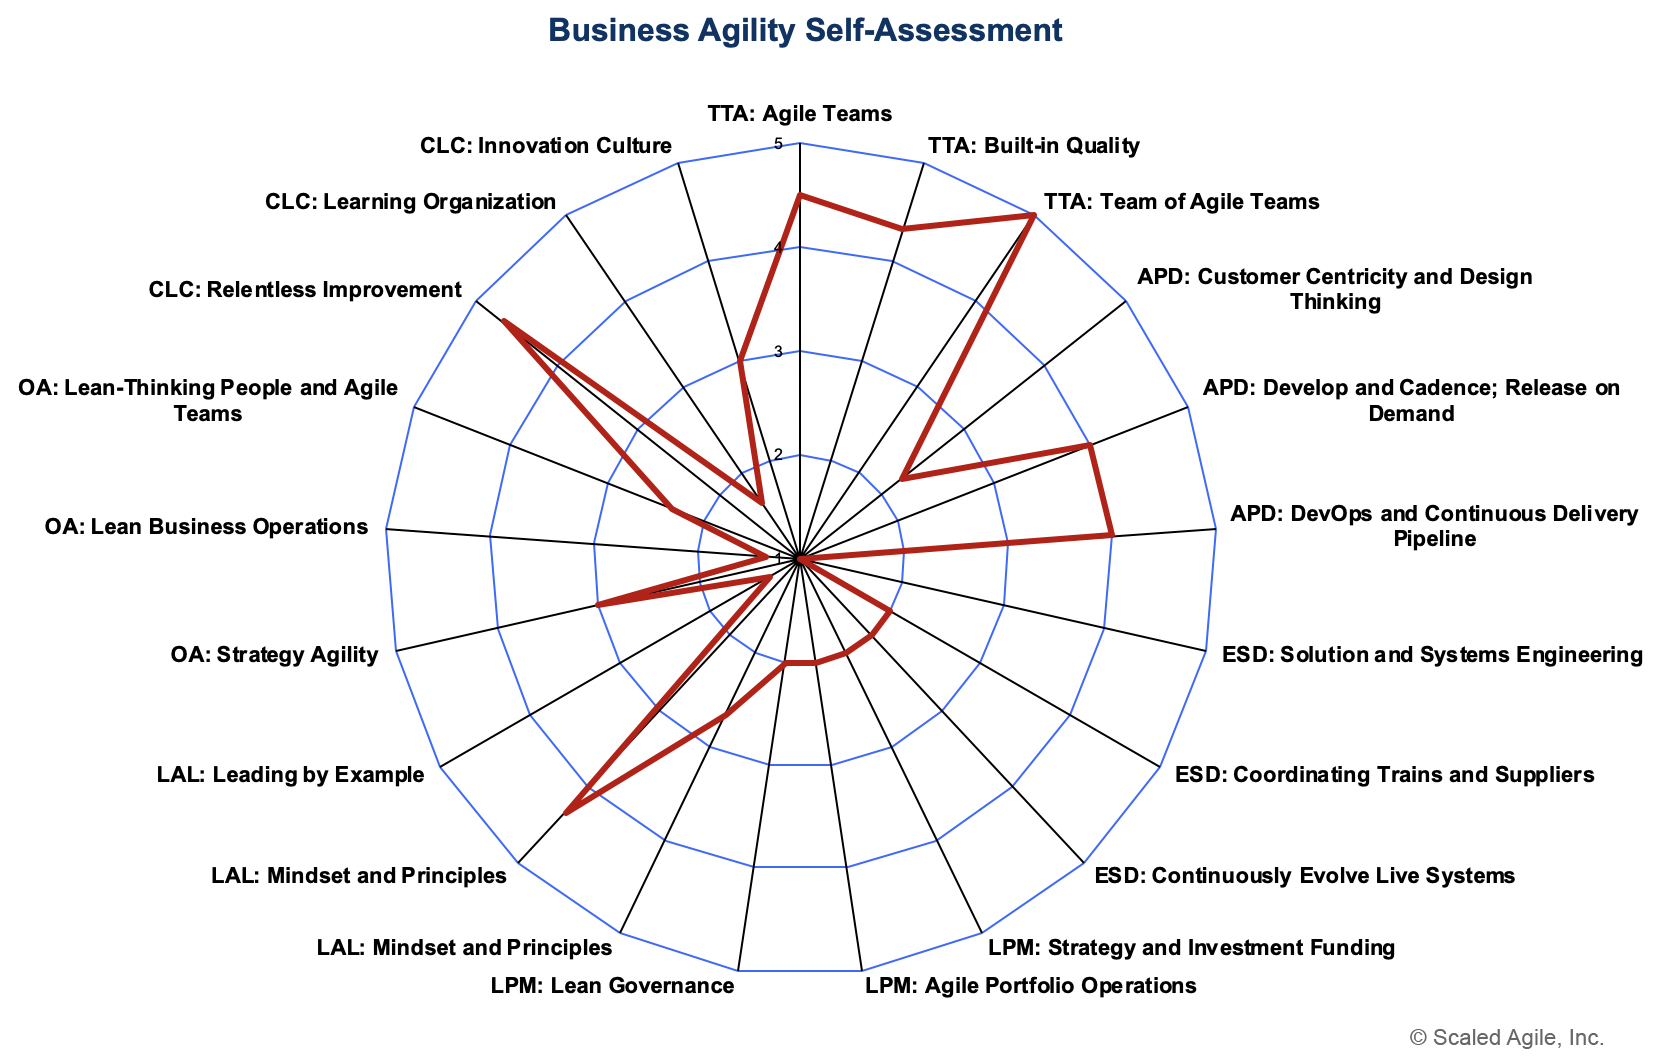 Business Agility Self-Assessment
TTA: Agile Teams
CLC: Innovation Culture
TTA: Built-in Quality
CLC: Learning Organization
TTA: Team of Agile Teams
CLC: Relentless Improvement
APD: Customer Centricity and Design
Thinking
OA: Lean-Thinking People and Agile
Teams
APD: Develop and Cadence; Release on
Demand
OA: Lean Business Operations
APD: DevOps and Continuous Delivery
Pipeline
OA: Strategy Agility
ESD: Solution and Systems Engineering
LAL: Leading by Example
ESD: Coordinating Trains and Suppliers
LAL: Mindset and Principles
ESD: Continuously Evolve Live Systems
LAL: Mindset and Principles
LPM: Strategy and Investment Funding
LPM: Lean Governance
LPM: Agile Portfolio Operations
5
4
3
2
1
© Scaled Agile, Inc.